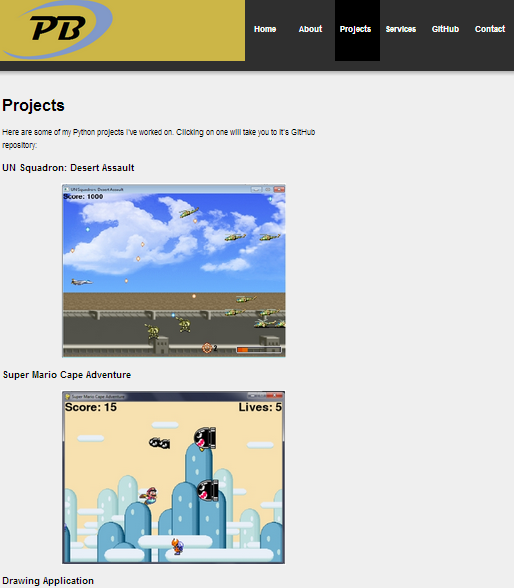 PB
Home About Projects Services GitHub Contact
Projects
Here are some of my Python projects I've worked on. Clicking on one will take you to it's GitHub
repository:
UN Squadron: Desert Assault
UN Squadron: Desert Assault
Score: 1000
2
Super Mario Cape Adventure
Super Mario Cape Adventure
Score: 15 Lives: 5
Drawing Application